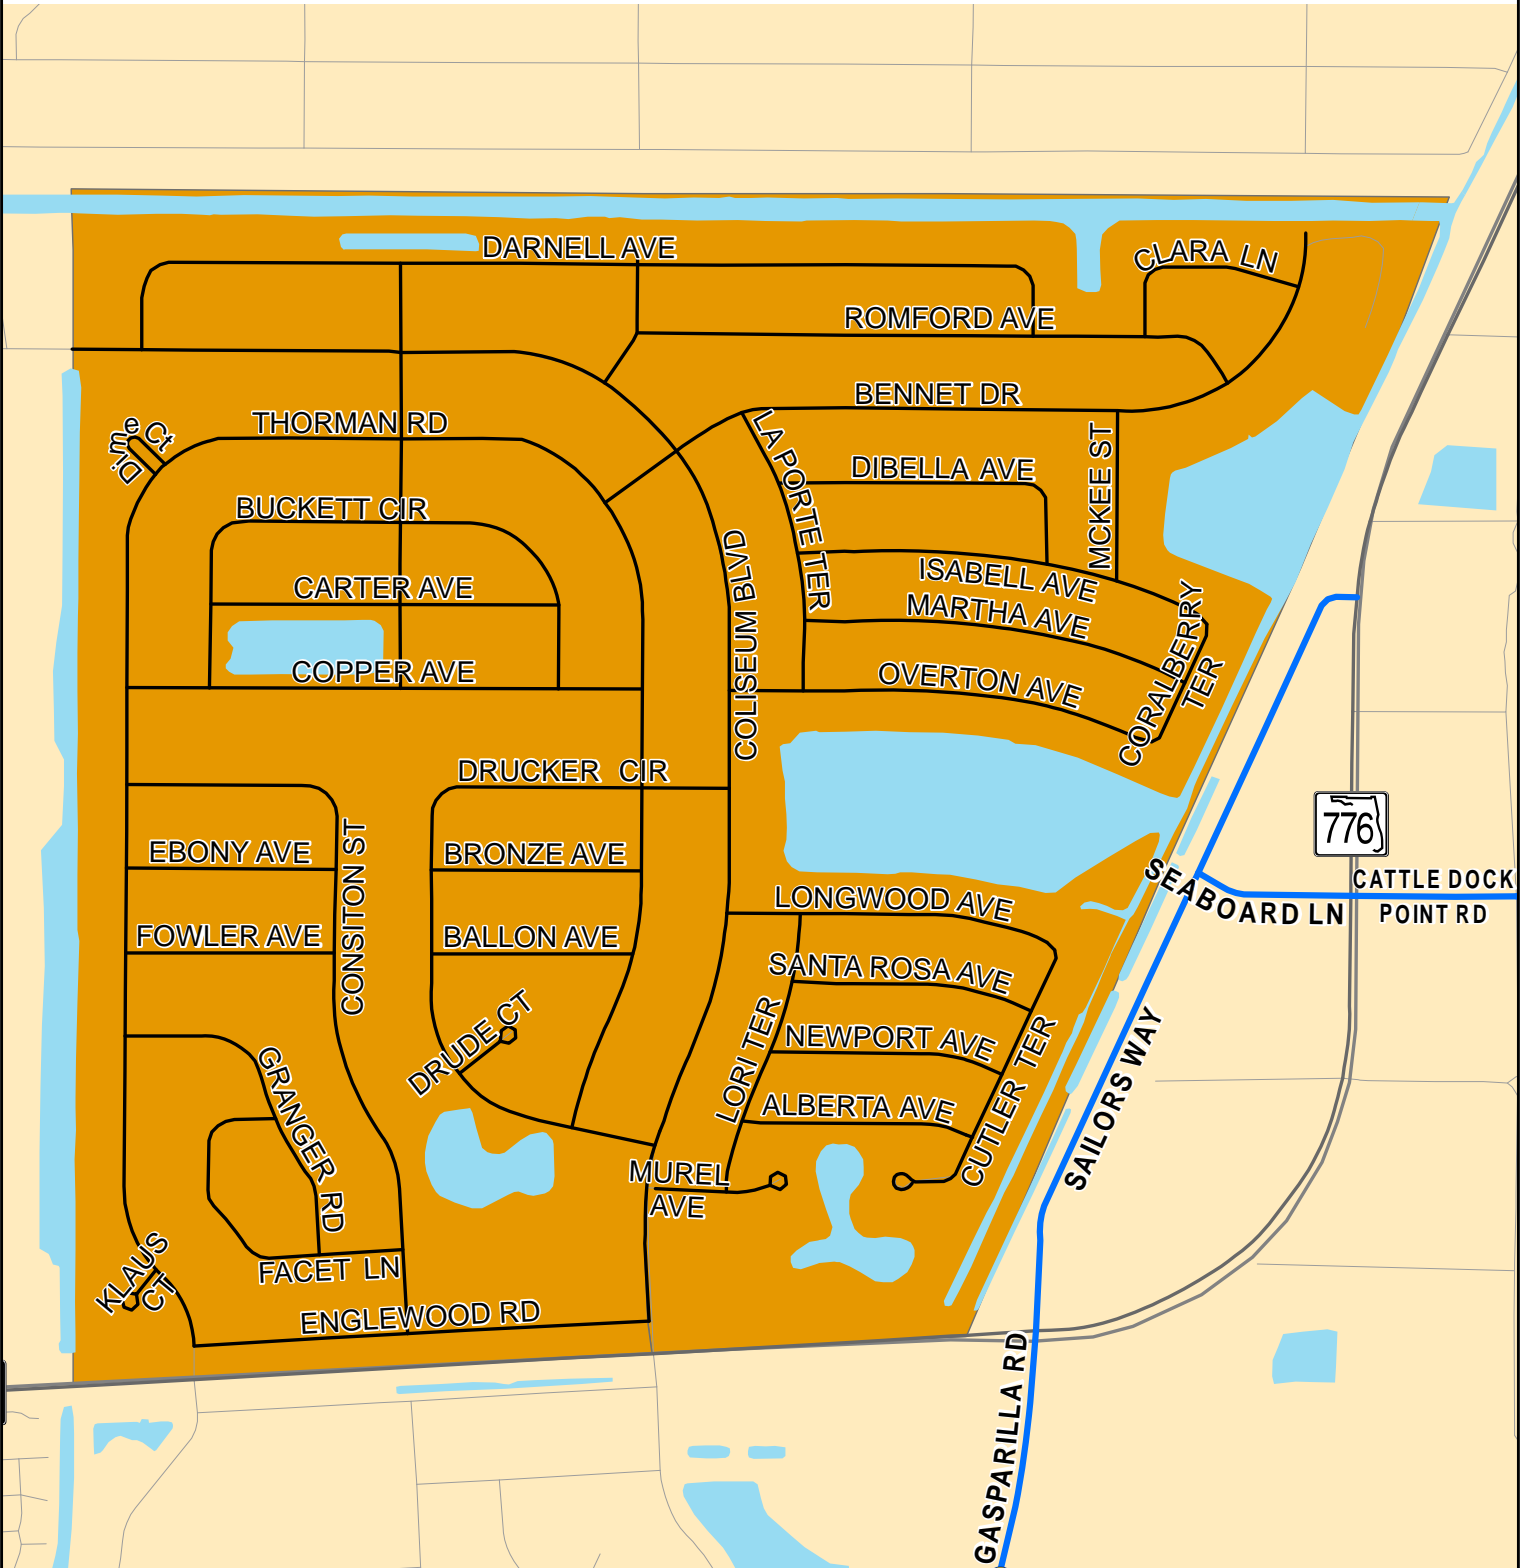 DARNELL AVE
CLARA LN
ROMFORD AVE
BENNET DR
THORMAN RD
Dime Ct
LA PORTE TER
DIBELLA AVE
MCKEE ST
BUCKETT CIR
COLISEUM BLVD
ISABELL AVE
CARTER AVE
MARTHA AVE
CORALBERRY
TER
COPPER AVE
OVERTON AVE
DRUCKER CIR
776
EBONY AVE
CONSITON ST
BRONZE AVE
SEABOARD LN
CATTLE DOCK
POINT RD
LONGWOOD AVE
FOWLER AVE
BALLON AVE
SANTA ROSA AVE
DRUDE CT
LORI TER
NEWPORT AVE
CUTLER TER
SAILORS WAY
GRANGER RD
ALBERTA AVE
MUREL
AVE
KLAUS
CT
FACET LN
ENGLEWOOD RD
GASPARILLA RD